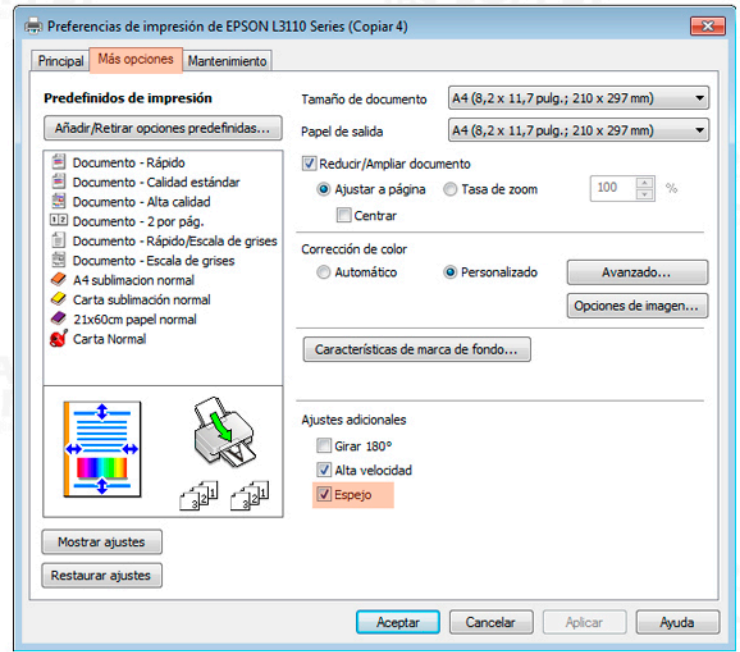 Preferencias de impresión de EPSON L3110 Series (Copiar 4)
Principal Más opciones Mantenimiento
Predefinidos de impresión
Añadir/Retirar opciones predefinidas...
Documento - Rápido
Documento - Calidad estándar
Documento - Alta calidad
Documento - 2 por pág.
Documento - Rápido/Escala de grises
Documento - Escala de grises
A4 sublimacion normal
Carta sublimación normal
21x60cm papel normal
Carta Normal
Mostrar ajustes
Restaurar ajustes
Tamaño de documento A4 (8,2 x 11,7 pulg.; 210 x 297 mm)
Papel de salida A4 (8,2 x 11,7 pulg.; 210 x 297 mm)
Reducir/Ampliar documento
Ajustar a página Tasa de zoom 100 %
Centrar
Corrección de color
Automático Personalizado Avanzado...
Opciones de imagen...
Características de marca de fondo...
Ajustes adicionales
Girar 180°
Alta velocidad
Espejo
Aceptar Cancelar Aplicar Ayuda